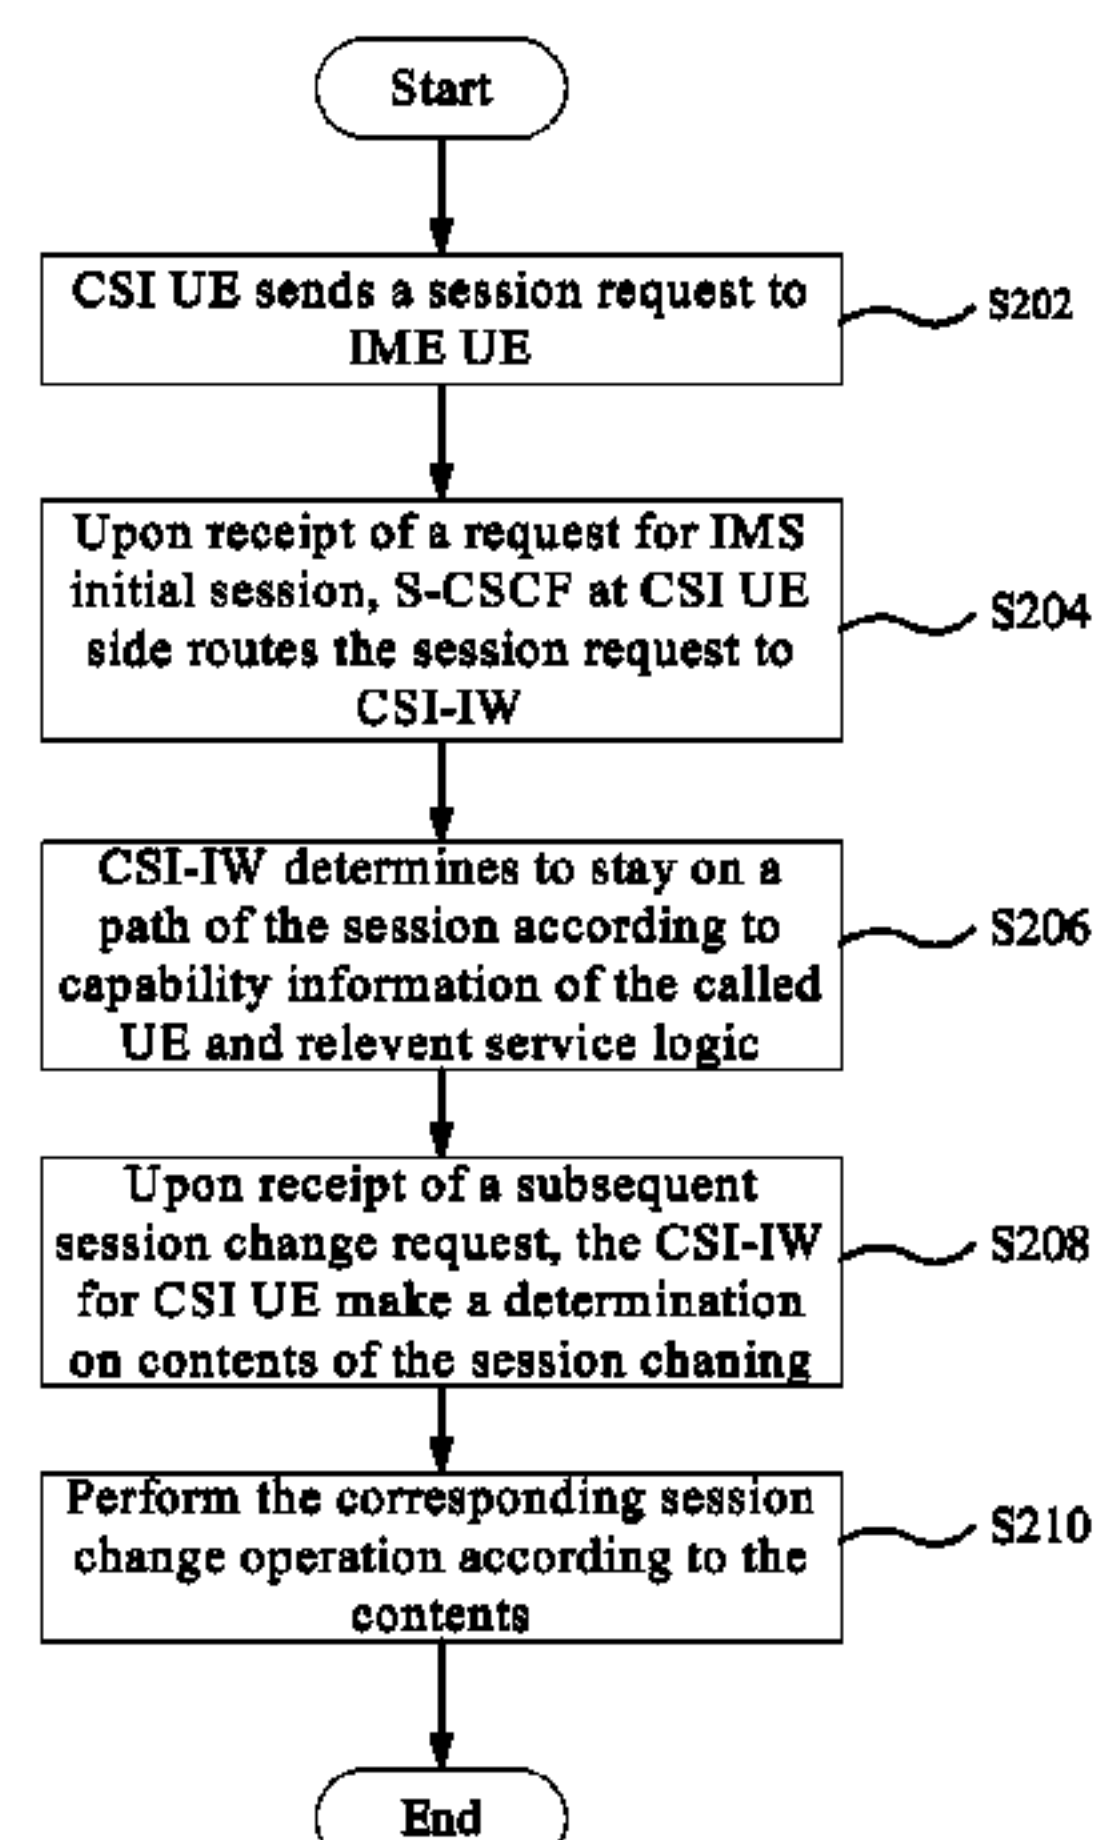 Start
CSI UE sends a session request to
IME UE
S202
Upon receipt of a request for IMS
initial session, S-CSCF at CSI UE
side routes the session request to
CSI-IW
S204
CSI-IW determines to stay on a
path of the session according to
capability information of the called
UE and relevent service logic
S206
Upon receipt of a subsequent
session change request, the CSI-IW
for CSI UE make a determination
on contents of the session chaning
S208
Perform the corresponding session
change operation according to the
contents
S210
End